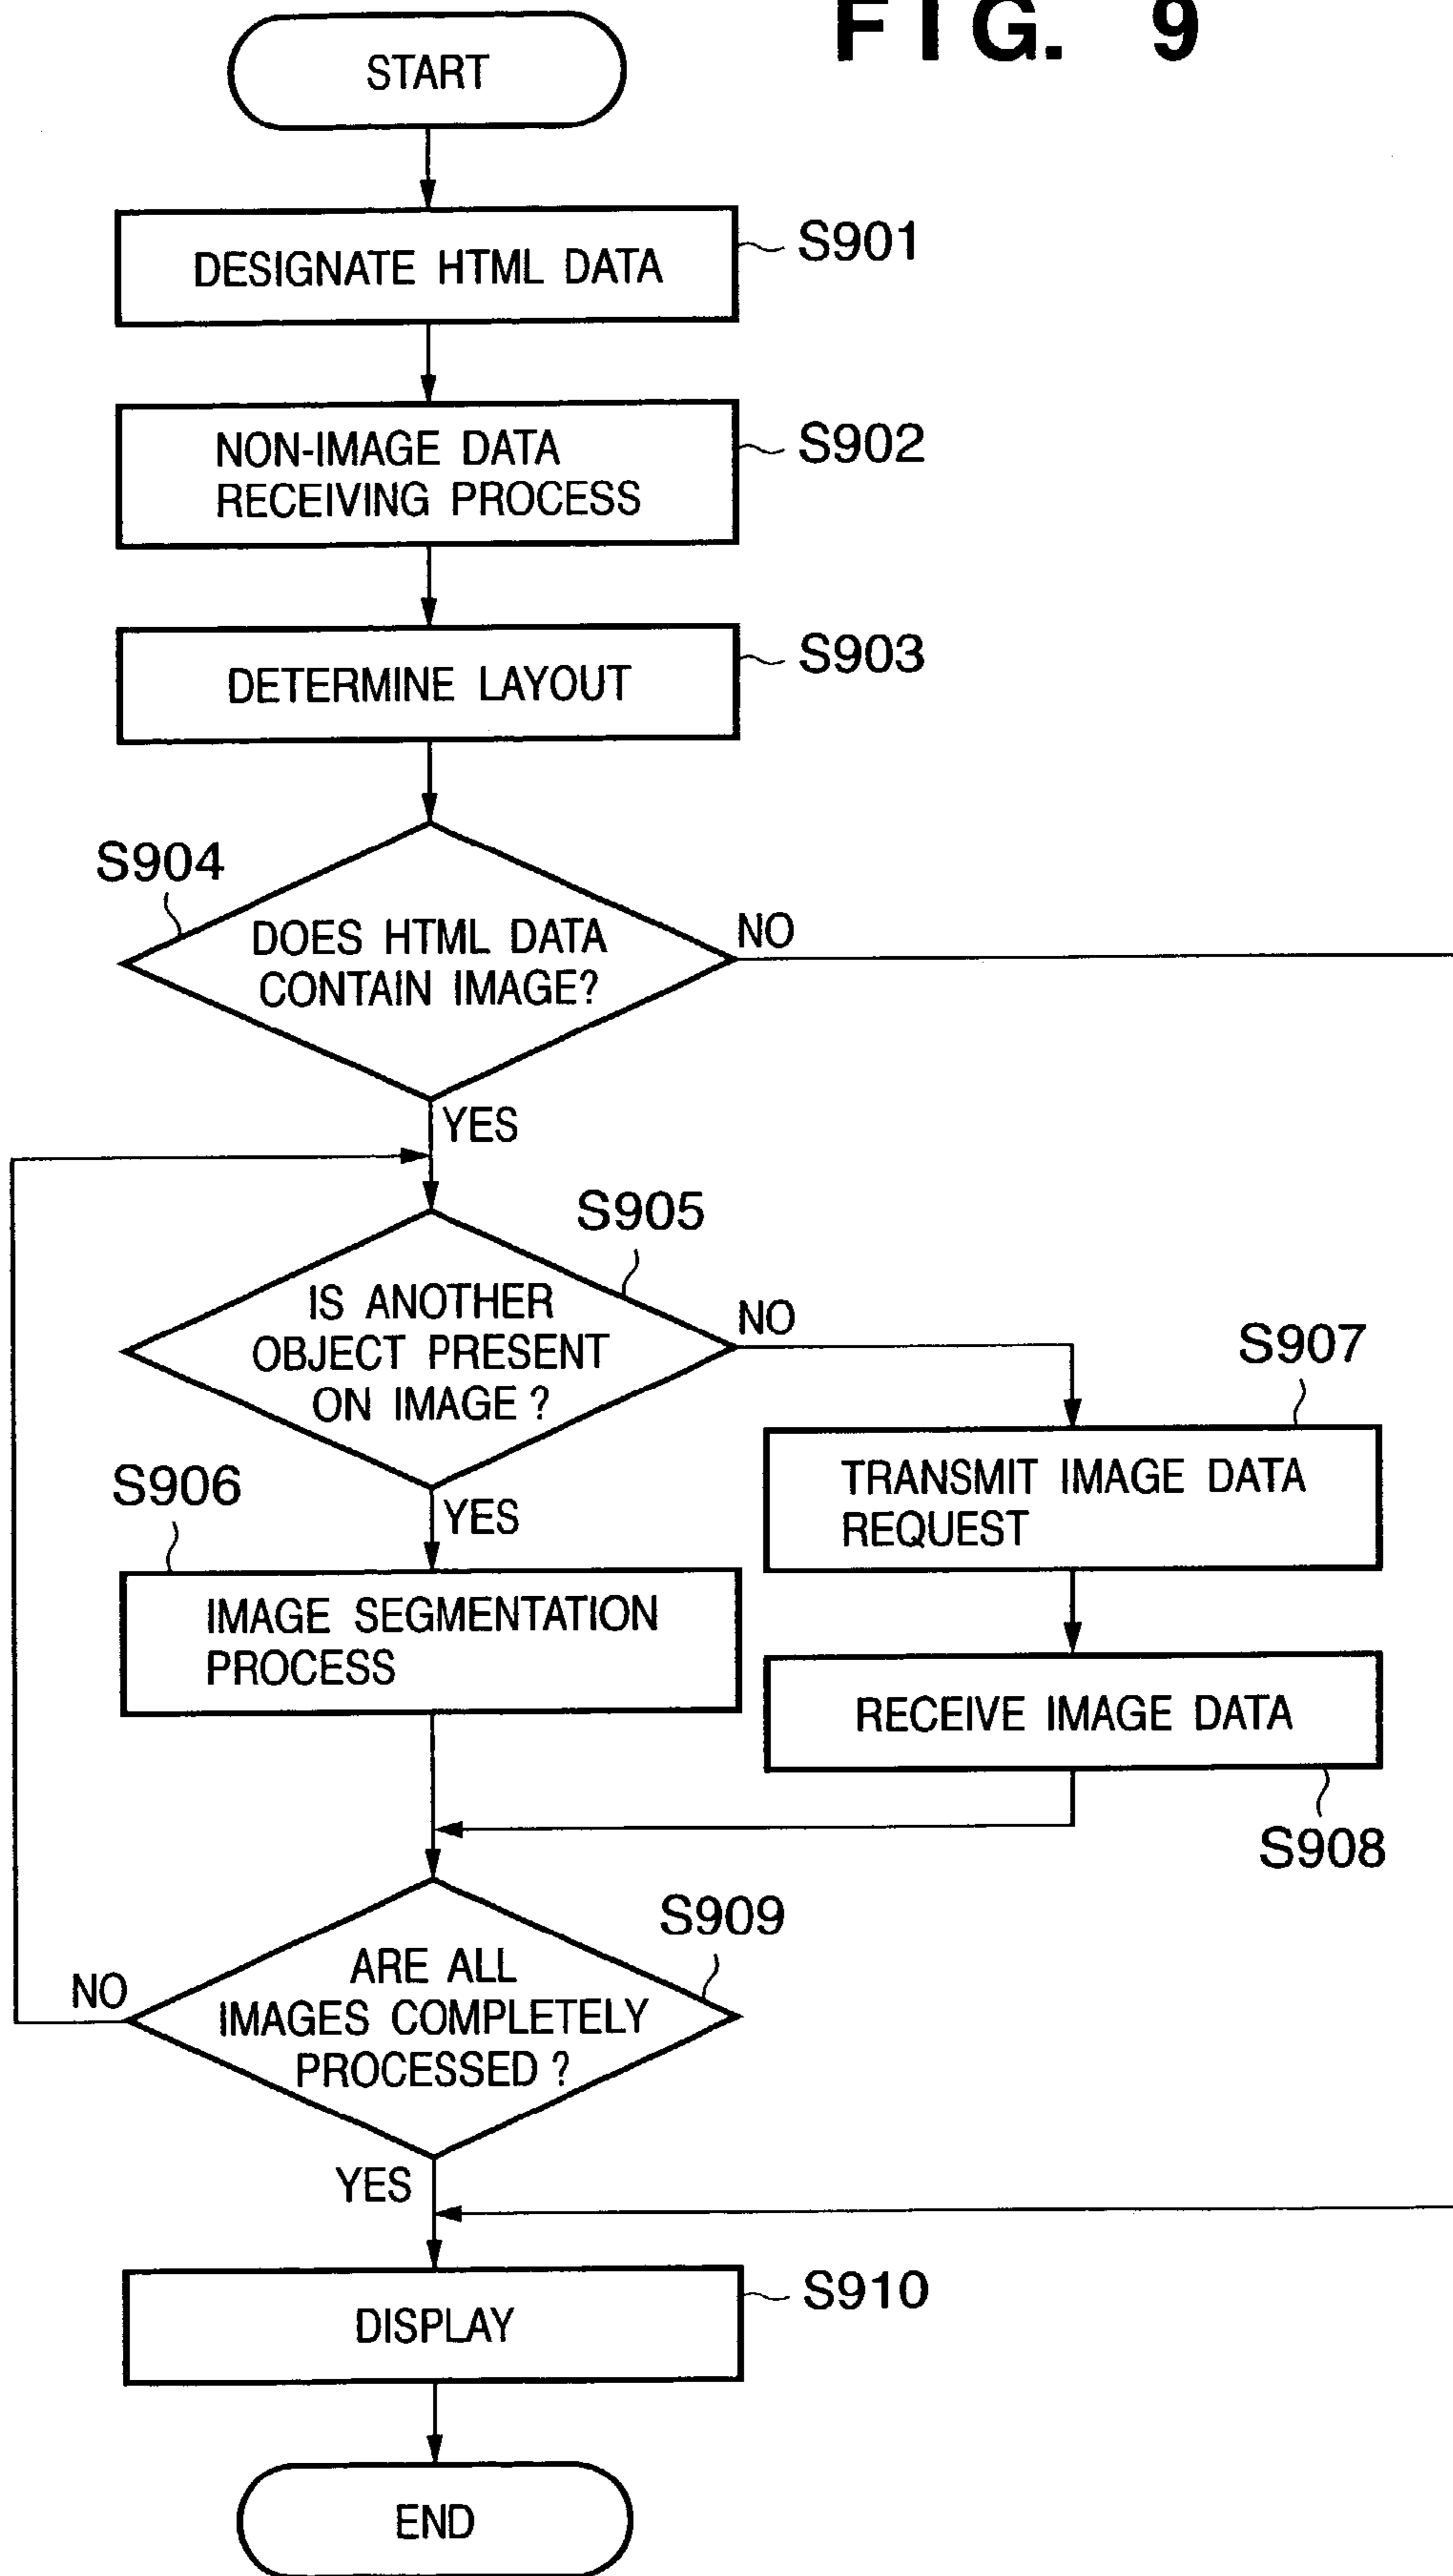 FIG. 9
START
DESIGNATE HTML DATA
S901
NON-IMAGE DATA
RECEIVING PROCESS
S902
DETERMINE LAYOUT
S903
S904
DOES HTML DATA
CONTAIN IMAGE?
NO
YES
S905
IS ANOTHER
OBJECT PRESENT
ON IMAGE ?
NO
YES
S906
IMAGE SEGMENTATION
PROCESS
S907
TRANSMIT IMAGE DATA
REQUEST
RECEIVE IMAGE DATA
S908
S909
ARE ALL
IMAGES COMPLETELY
PROCESSED ?
NO
YES
DISPLAY
S910
END